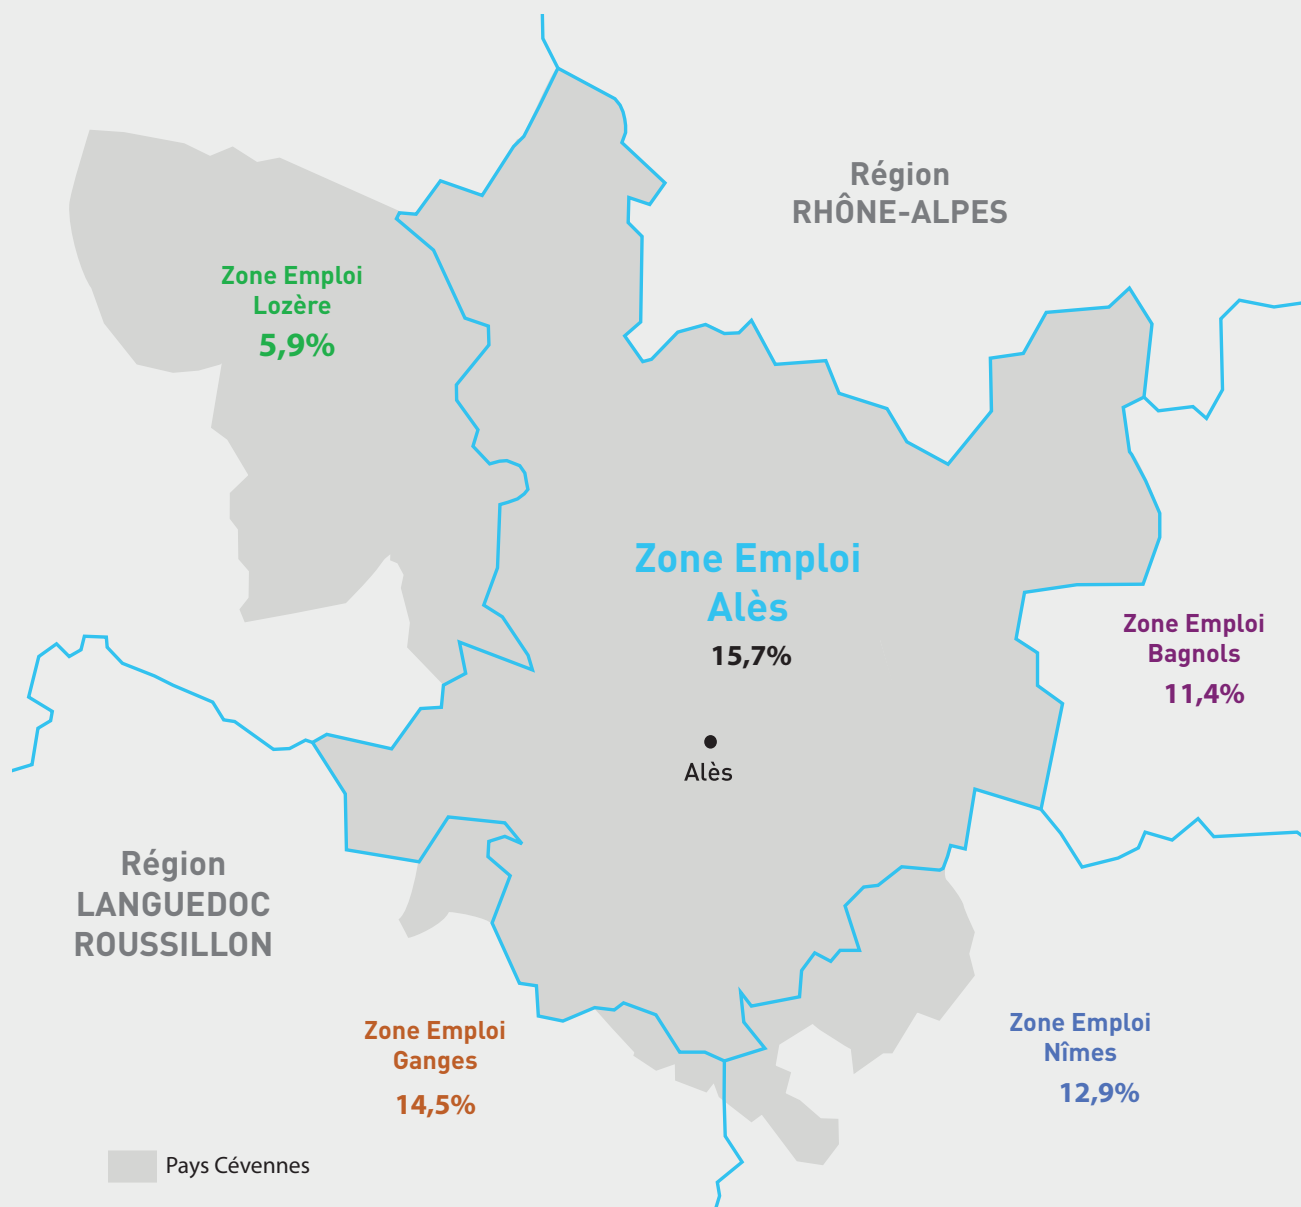 Région
RHÔNE-ALPES
Zone Emploi
Lozère
5,9%
Zone Emploi
Alès
15,7%
Zone Emploi
Bagnols
11,4%
Alès
Région
LANGUEDOC
ROUSSILLON
Zone Emploi
Ganges
14,5%
Zone Emploi
Nîmes
12,9%
Pays Cévennes